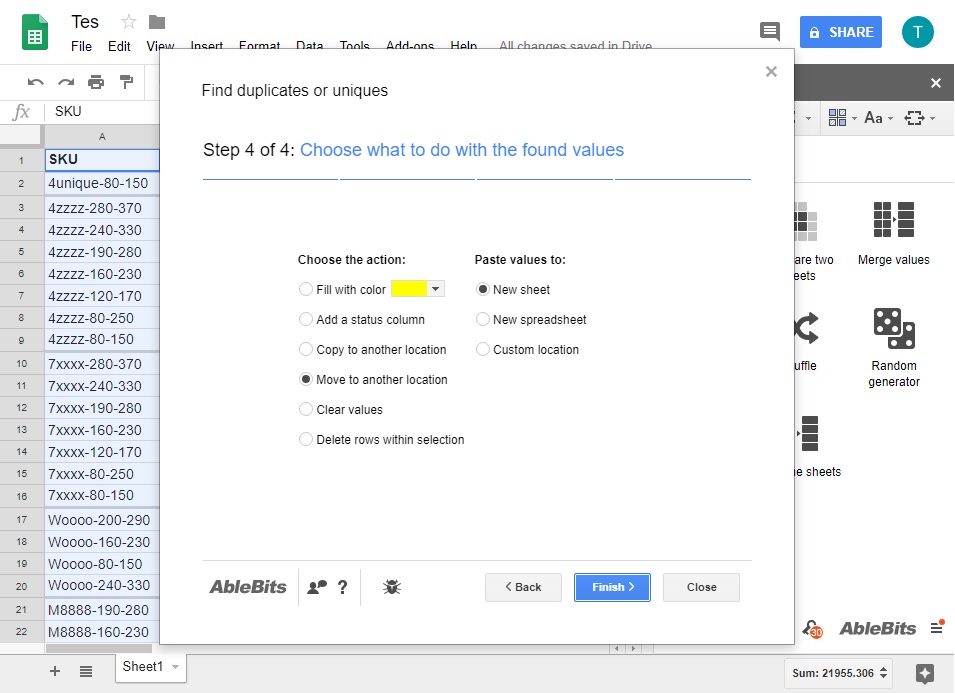 Tes
File Edit View Insert Format Data Tools Add-ons Help All changes saved in Drive
SHARE
T
fx SKU
Aa
A
1 SKU
2 4unique-80-150
3 4zzzz-280-370
4 4zzzz-240-330
5 4zzzz-190-280
6 4zzzz-160-230
7 4zzzz-120-170
8 4zzzz-80-250
9 4zzzz-80-150
10 7xxxx-280-370
11 7xxxx-240-330
12 7xxxx-190-280
13 7xxxx-160-230
14 7xxxx-120-170
15 7xxxx-80-250
16 7xxxx-80-150
17 Woooo-200-290
18 Woooo-160-230
19 Woooo-80-150
20 Woooo-240-330
21 M8888-190-280
22 M8888-160-230
Find duplicates or uniques
Step 4 of 4: Choose what to do with the found values
Choose the action: Paste values to:
Fill with color New sheet
Add a status column New spreadsheet
Copy to another location Custom location
Move to another location
Clear values
Delete rows within selection
AbleBits ? < Back Finish > Close
are two
eets
Merge values
uffle
Random
generator
e sheets
30 AbleBits
+ Sheet1 Sum: 21955.306